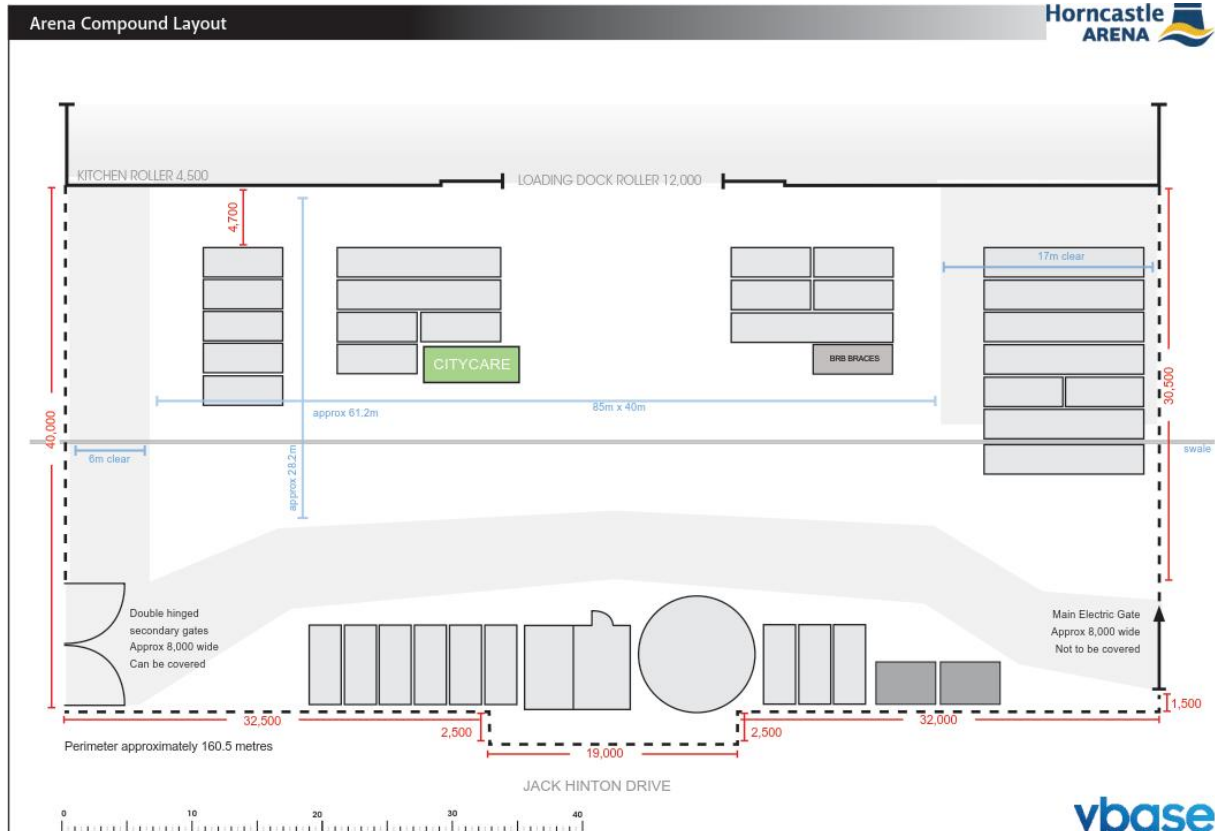 Arena Compound Layout
Horncastle
ARENA
KITCHEN ROLLER 4,500
LOADING DOCK ROLLER 12,000
4,700
17m clear
CITYCARE
BRB BRACES
30,500
approx 61.2m
85m x 40m
40,000
6m clear
approx 28.2m
swale
Double hinged
secondary gates
Approx 8,000 wide
Can be covered
Main Electric Gate
Approx 8,000 wide
Not to be covered
1,500
32,500
2,500
2,500
32,000
Perimeter approximately 160.5 metres
19,000
JACK HINTON DRIVE
0 10 20 30 40
vbase